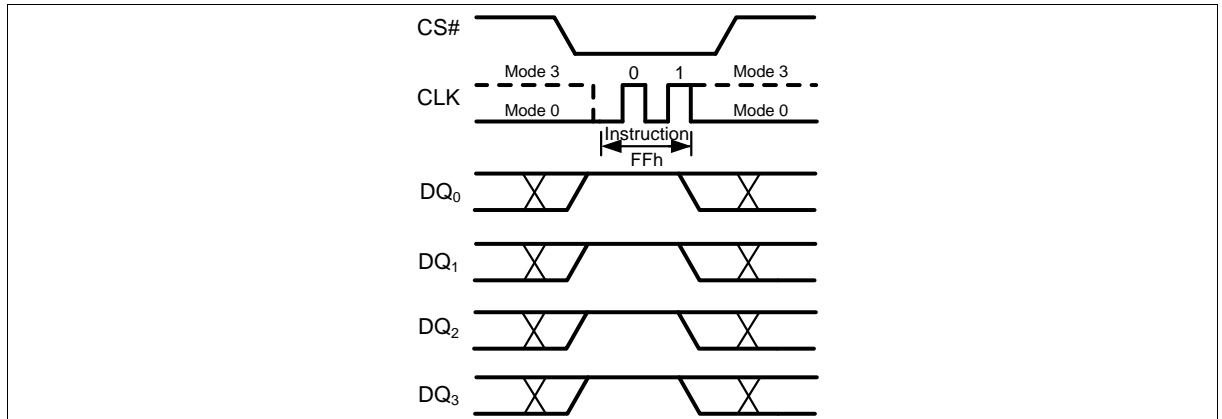 CS#
Mode 3 0 1 Mode 3
CLK
Mode 0 Mode 0
Instruction
FFh
DQ0
DQ1
DQ2
DQ3